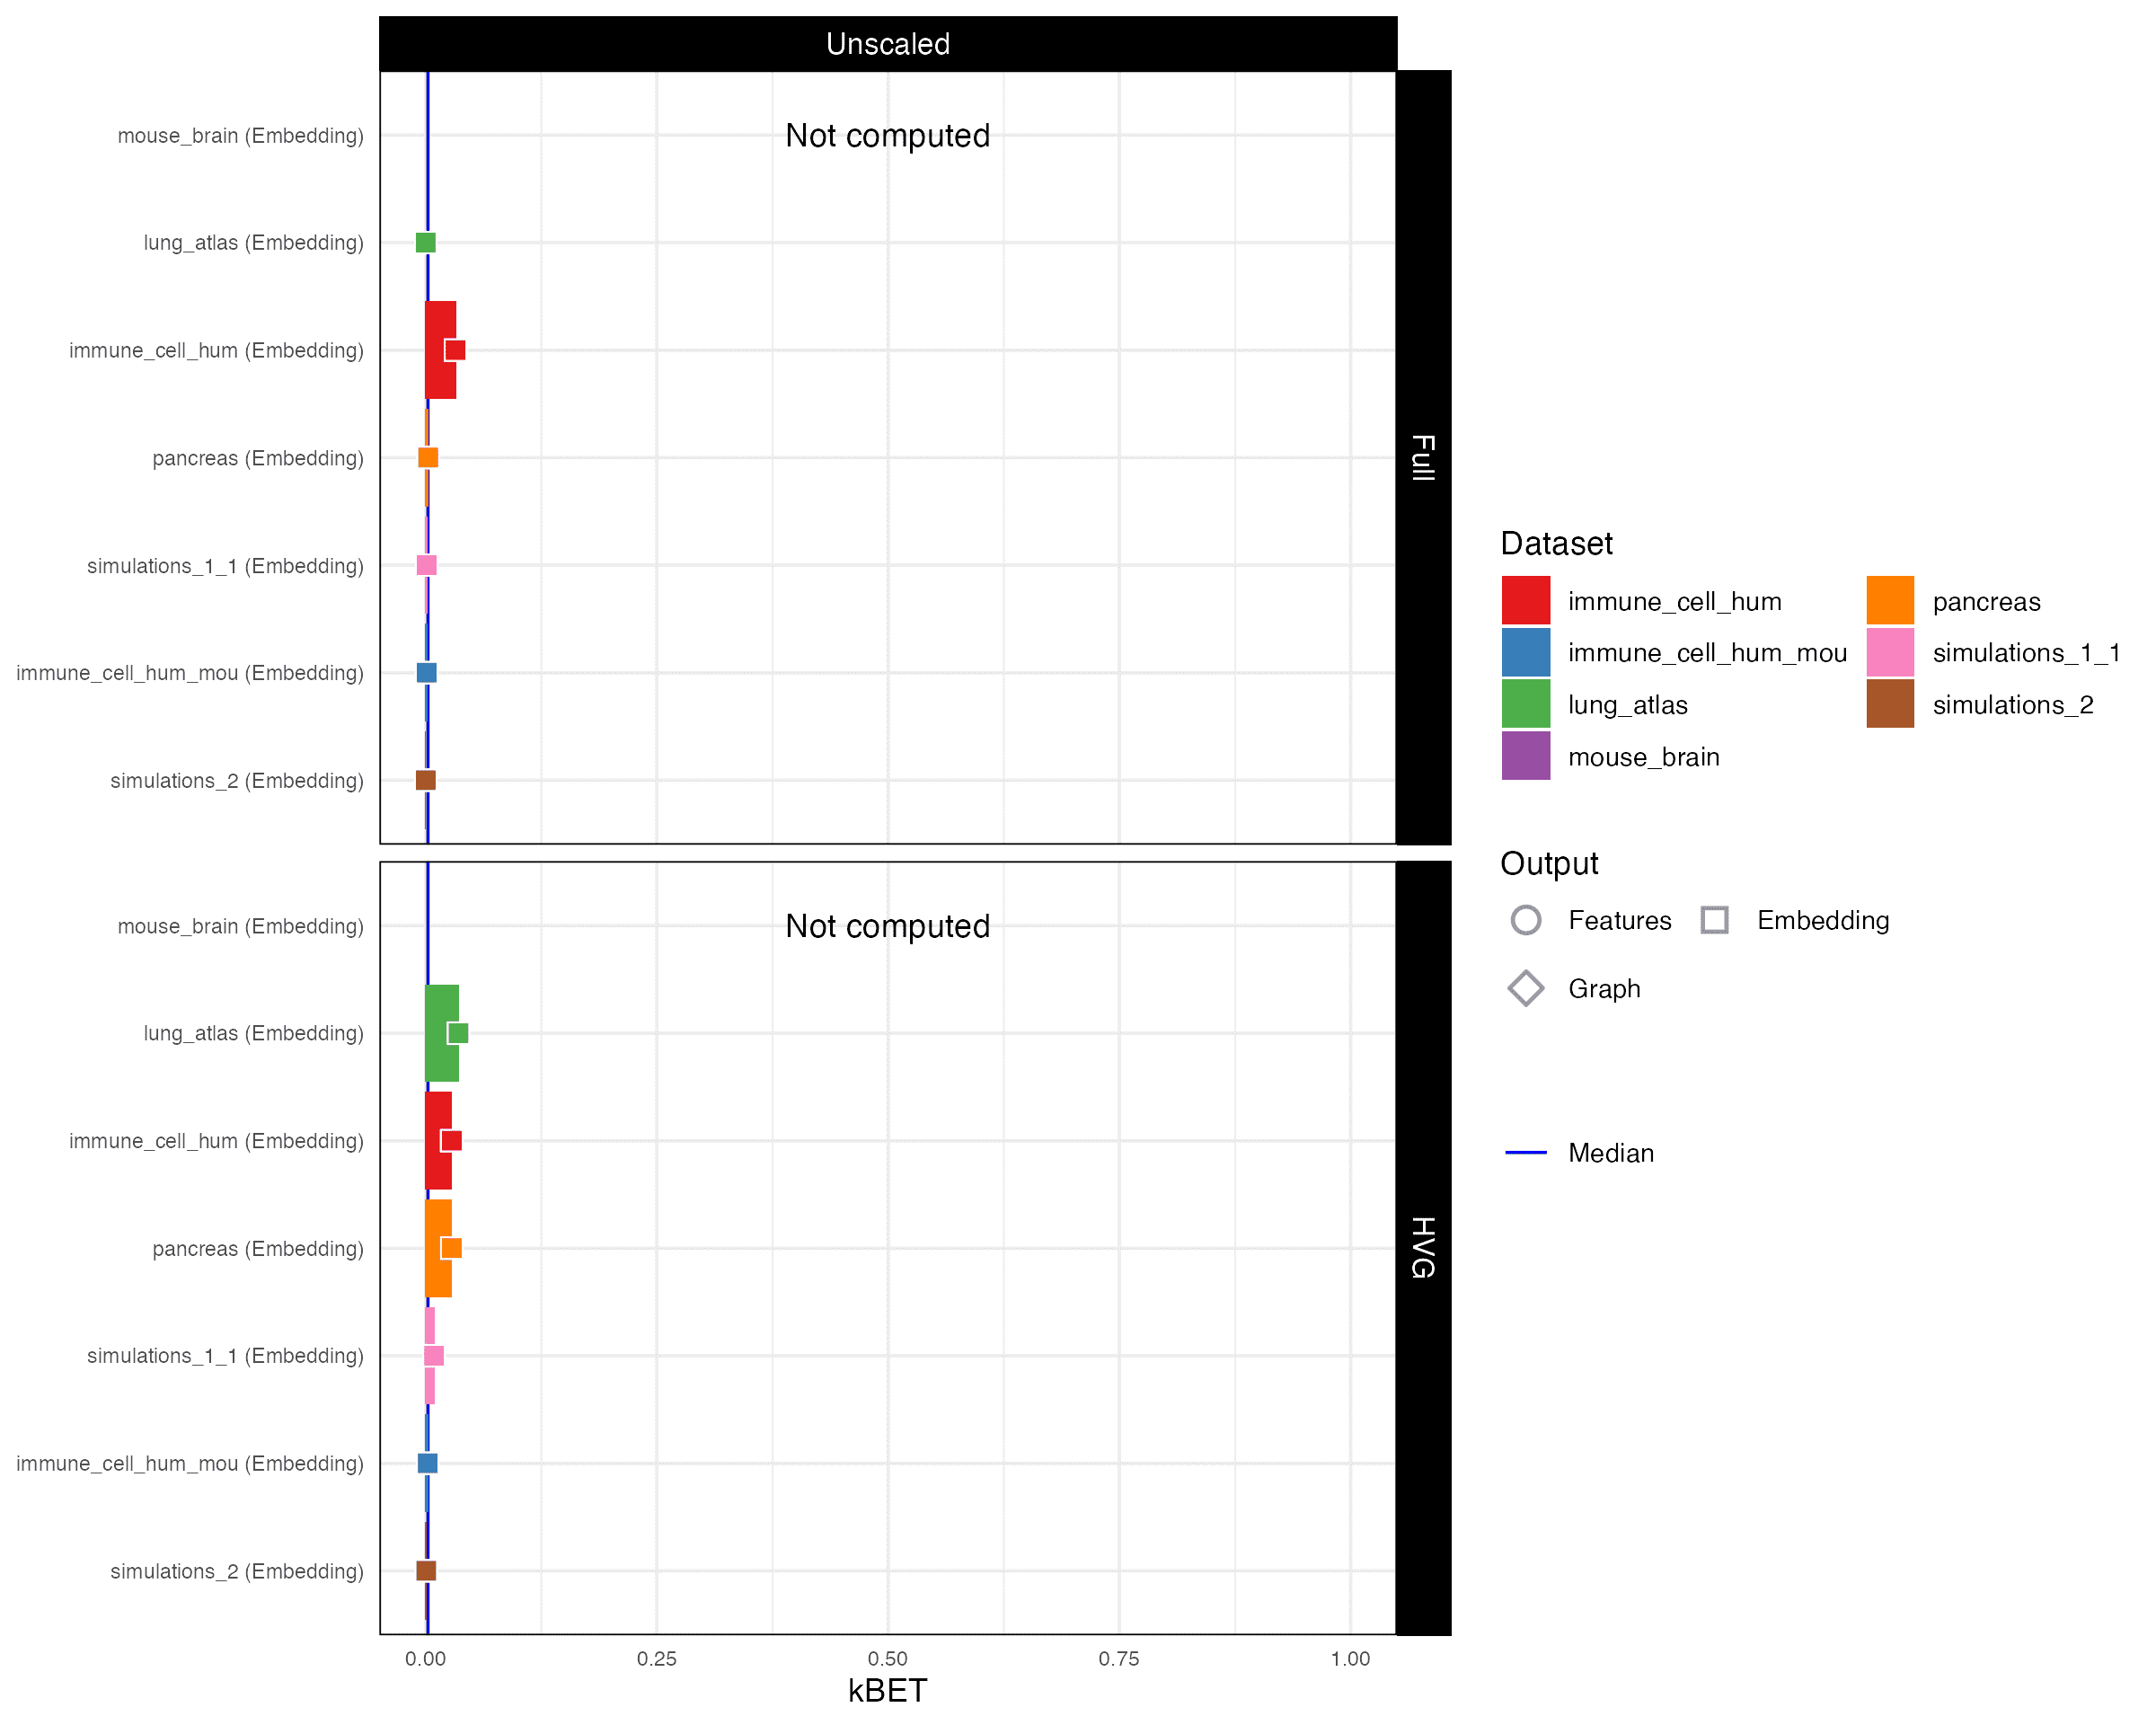 Unscaled
mouse_brain (Embedding)
Not computed
lung_atlas (Embedding)
immune_cell_hum (Embedding)
pancreas (Embedding)
simulations_1_1 (Embedding)
immune_cell_hum_mou (Embedding)
simulations_2 (Embedding)
Full
mouse_brain (Embedding)
Not computed
lung_atlas (Embedding)
immune_cell_hum (Embedding)
pancreas (Embedding)
simulations_1_1 (Embedding)
immune_cell_hum_mou (Embedding)
simulations_2 (Embedding)
HVG
0.00 0.25 0.50 0.75 1.00
kBET
Dataset
immune_cell_hum pancreas
immune_cell_hum_mou simulations_1_1
lung_atlas simulations_2
mouse_brain
Output
Features Embedding
Graph
Median